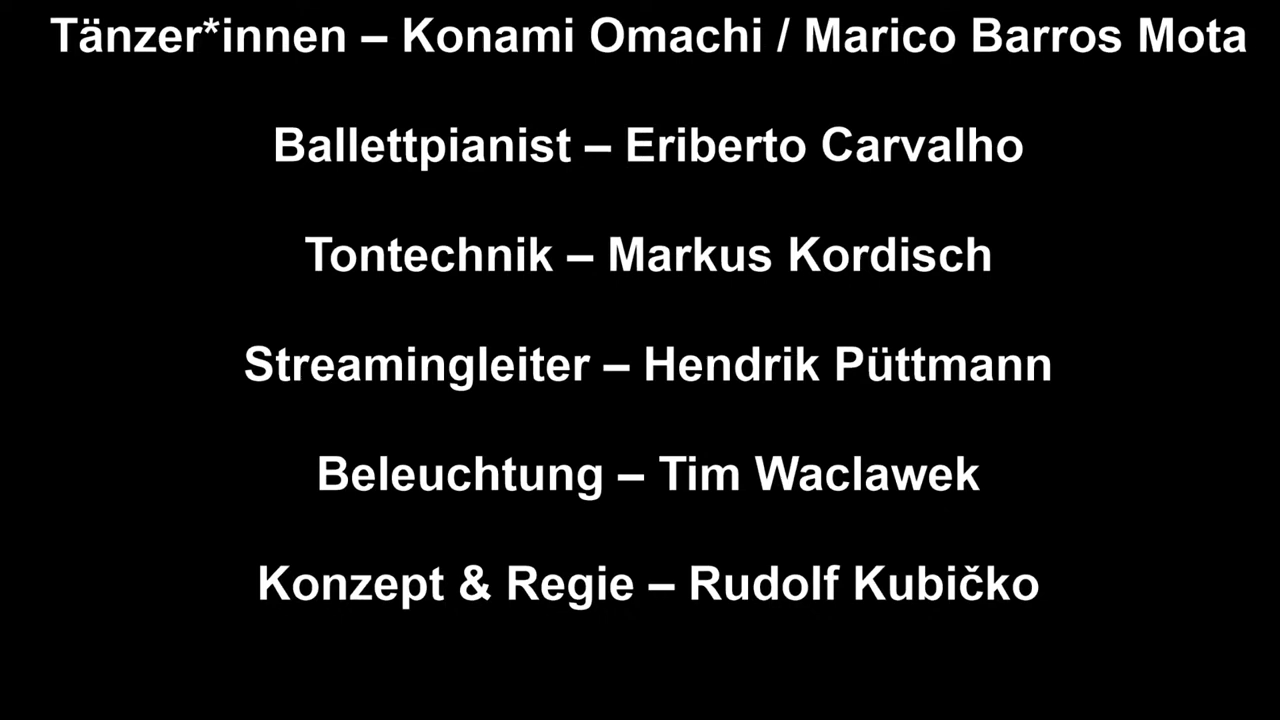 Tänzer*innen – Konami Omachi / Marico Barros Mota
Ballettpianist – Eriberto Carvalho
Tontechnik – Markus Kordisch
Streamingleiter – Hendrik Püttmann
Beleuchtung – Tim Waclawek
Konzept & Regie – Rudolf Kubičko